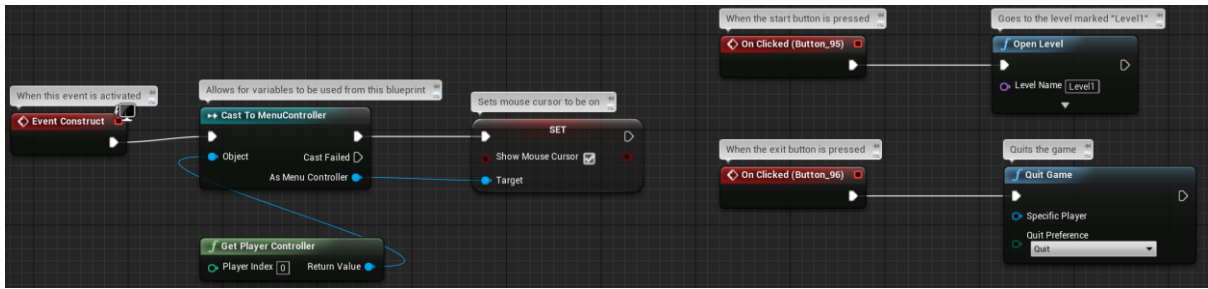 When this event is activated
Event Construct
Allows for variables to be used from this blueprint
Cast To MenuController
Object
Cast Failed
As Menu Controller
Get Player Controller
Player Index 0
Return Value
Sets mouse cursor to be on
SET
Show Mouse Cursor
Target
When the start button is pressed
On Clicked (Button_95)
Goes to the level marked "Level1"
Open Level
Level Name Level1
When the exit button is pressed
On Clicked (Button_96)
Quits the game
Quit Game
Specific Player
Quit Preference
Quit